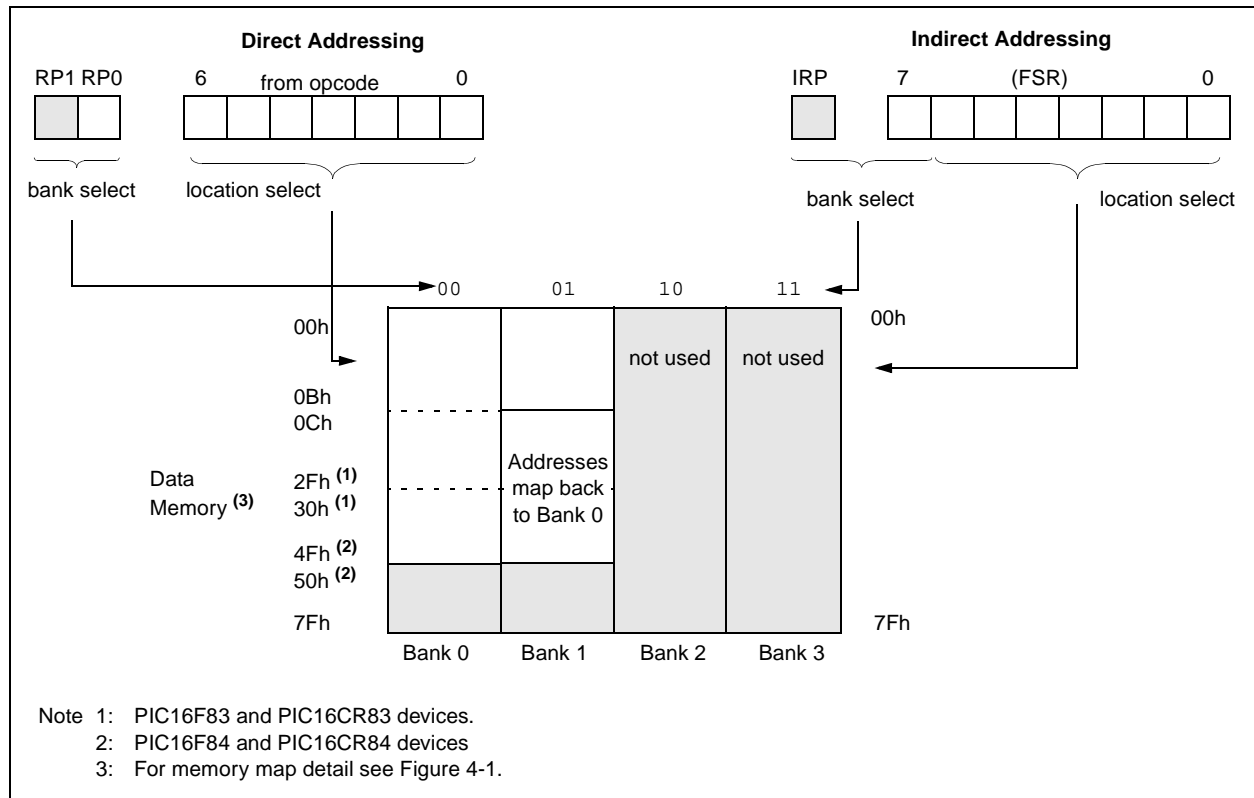 Direct Addressing
Indirect Addressing
RP1 RP0
6 from opcode 0
IRP
7 (FSR) 0
bank select
location select
bank select
location select
00 01 10 11
00h
00h
not used
not used
0Bh
0Ch
Data
Memory (3)
2Fh (1)
30h (1)
Addresses
map back
to Bank 0
4Fh (2)
50h (2)
7Fh
7Fh
Bank 0 Bank 1 Bank 2 Bank 3
Note 1: PIC16F83 and PIC16CR83 devices.
2: PIC16F84 and PIC16CR84 devices
3: For memory map detail see Figure 4-1.